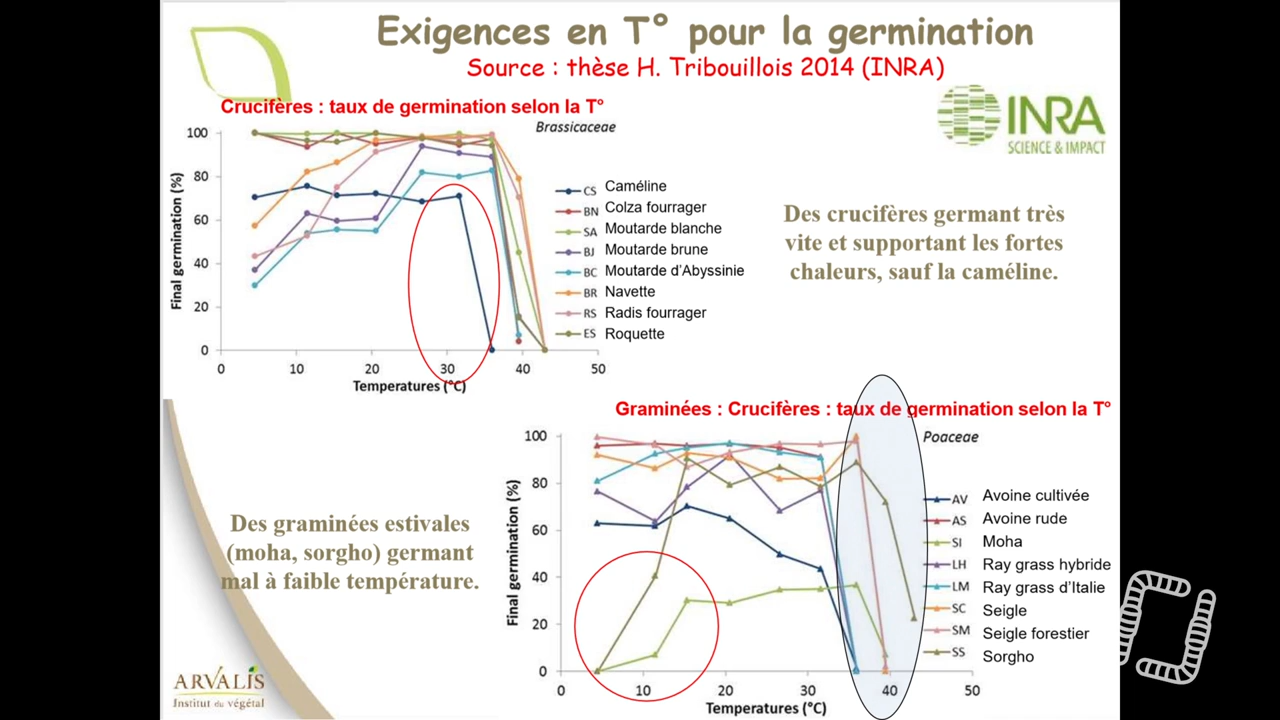 Exigences en T° pour la germination
Source : thèse H. Tribouillois 2014 (INRA)
Crucifères : taux de germination selon la T°
Brassicaceae
INRA
SCIENCE & IMPACT
Final germination (%)
100
80
60
40
20
0
0 10 20 30 40 50
Temperatures (°C)
CS Caméline
BN Colza fourrager
SA Moutarde blanche
BJ Moutarde brune
BC Moutarde d'Abyssinie
BR Navette
RS Radis fourrager
ES Roquette
Des crucifères germant très
vite et supportant les fortes
chaleurs, sauf la caméline.
Graminées : Crucifères : taux de germination selon la T°
Poaceae
Final germination (%)
100
80
60
40
20
0
0 10 20 30 40 50
Temperatures (°C)
AV Avoine cultivée
AS Avoine rude
SI Moha
LH Ray grass hybride
LM Ray grass d'Italie
SC Seigle
SM Seigle forestier
SS Sorgho
Des graminées estivales
(moha, sorgho) germant
mal à faible température.
ARVALIS
Institut du végétal